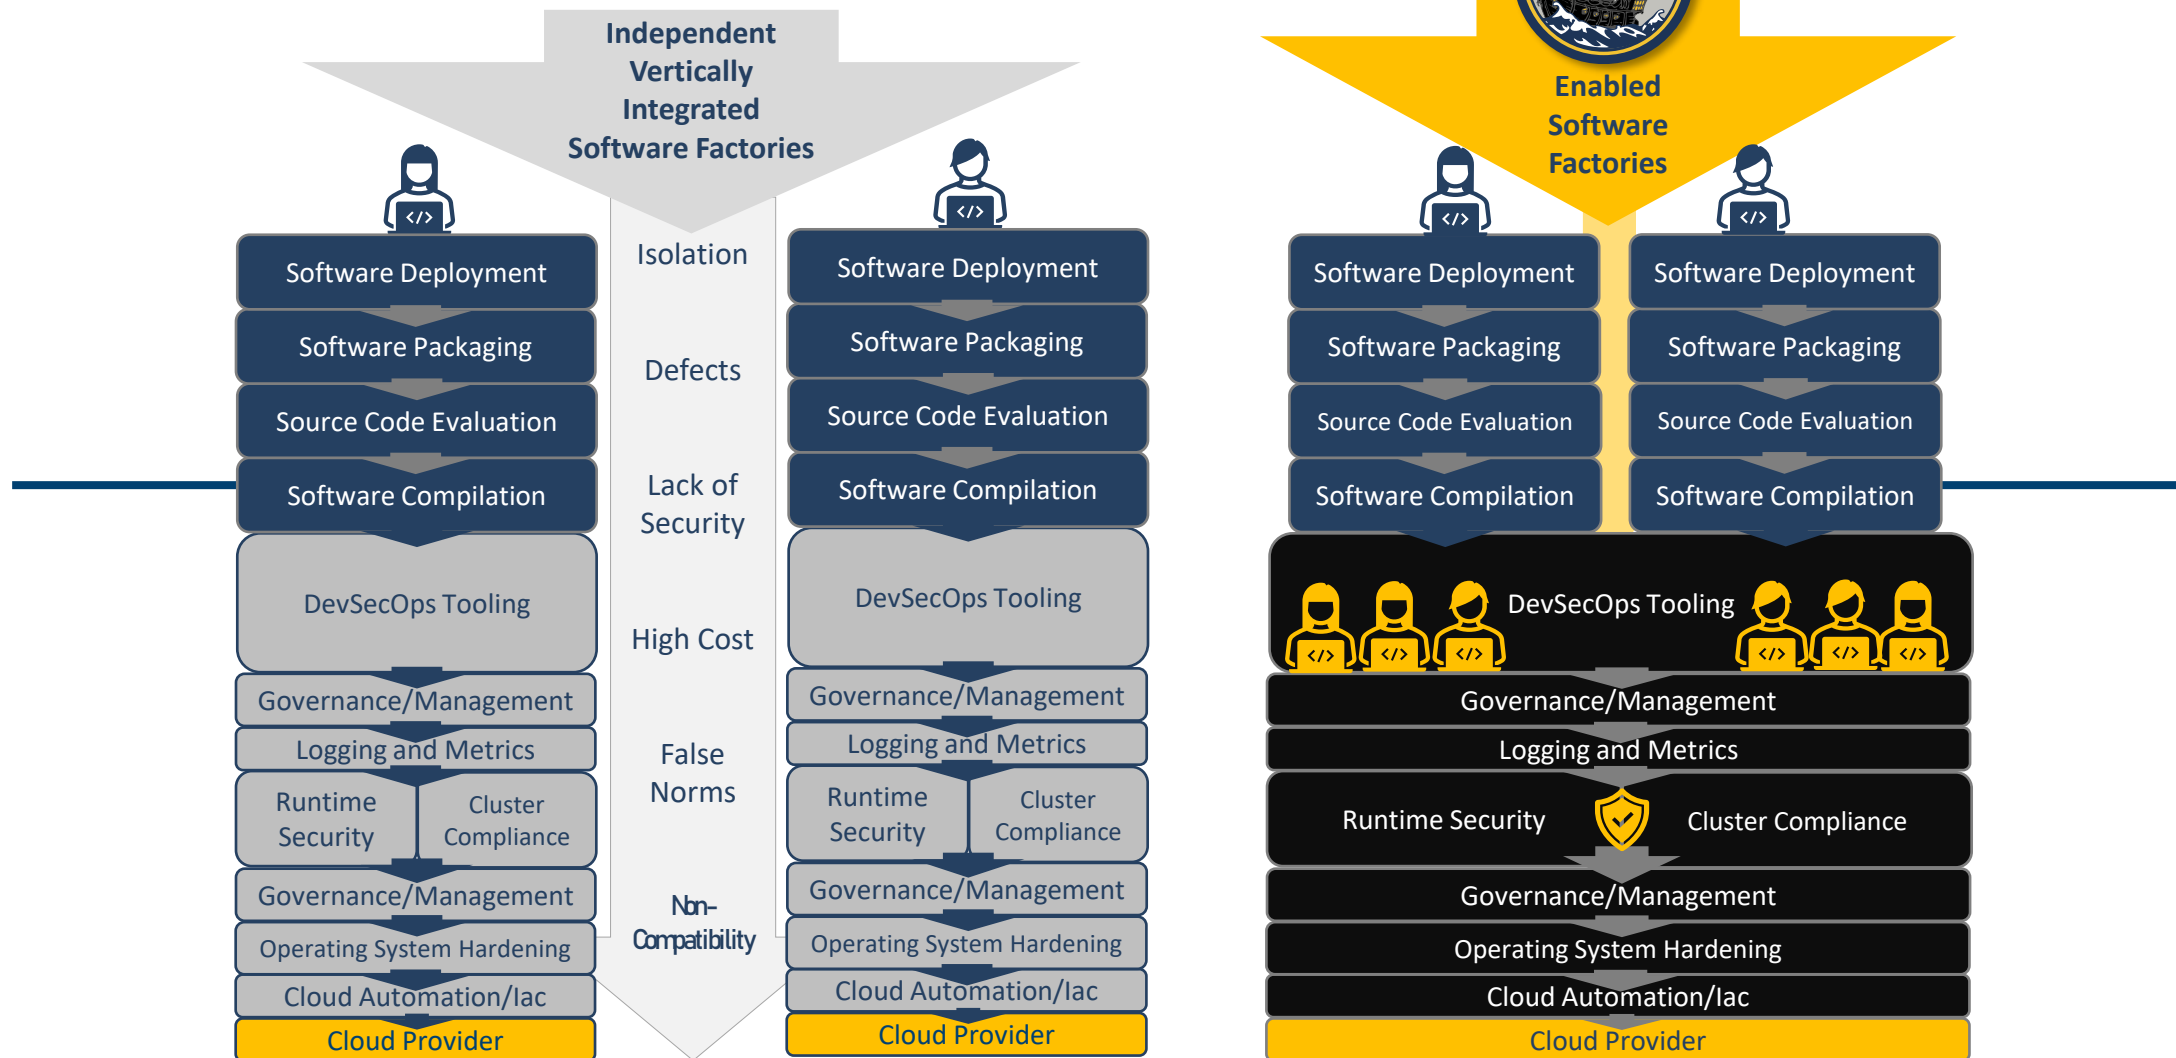 Independent
Vertically
Integrated
Software Factories
</>
Software Deployment
Software Packaging
Source Code Evaluation
Software Compilation
DevSecOps Tooling
Governance/Management
Logging and Metrics
Runtime
Security
Cluster
Compliance
Governance/Management
Operating System Hardening
Cloud Automation/Iac
Cloud Provider
Isolation
Defects
Lack of
Security
High Cost
False
Norms
Non-
Compatibility
</>
Software Deployment
Software Packaging
Source Code Evaluation
Software Compilation
DevSecOps Tooling
Governance/Management
Logging and Metrics
Runtime
Security
Cluster
Compliance
Governance/Management
Operating System Hardening
Cloud Automation/Iac
Cloud Provider
Enabled
Software
Factories
</>
Software Deployment
Software Packaging
Source Code Evaluation
Software Compilation
</>
Software Deployment
Software Packaging
Source Code Evaluation
Software Compilation
DevSecOps Tooling
</>
</>
</>
</>
</>
</>
Governance/Management
Logging and Metrics
Runtime Security
Cluster Compliance
Governance/Management
Operating System Hardening
Cloud Automation/Iac
Cloud Provider